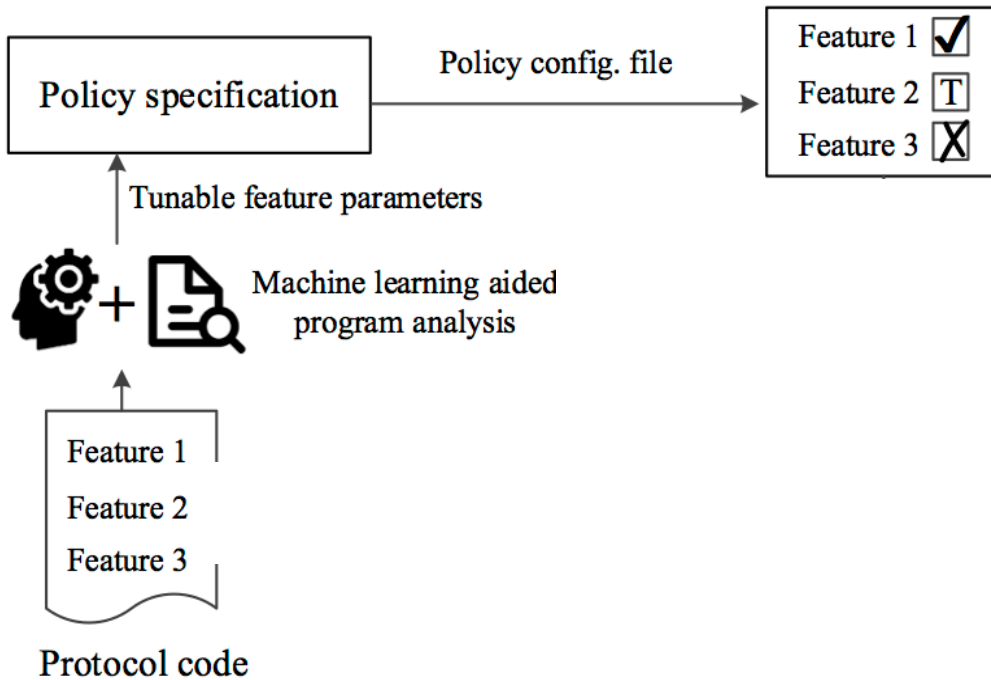 Policy specification
Policy config. file
Feature 1
Feature 2 T
Feature 3
Tunable feature parameters
Machine learning aided
program analysis
Feature 1
Feature 2
Feature 3
Protocol code